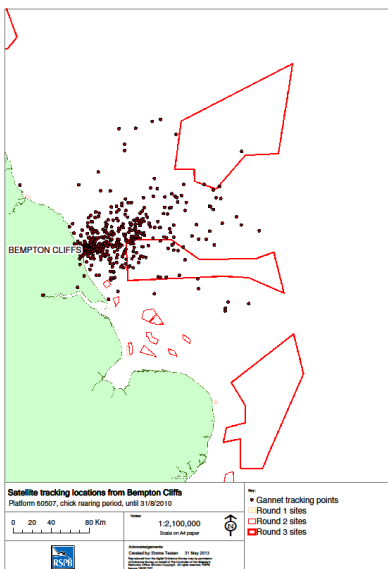 BEMPTON CLIFFS
Satellite tracking locations from Bempton Cliffs
Platform 60507, chick rearing period, until 31/8/2010
0 20 40 80 Km
Notes:
1:2,100,000
Scale on A4 paper
N
Acknowledgements:
Created by: Emma Teuten 31 May 2013
RSPB
Key:
Gannet tracking points
Round 1 sites
Round 2 sites
Round 3 sites